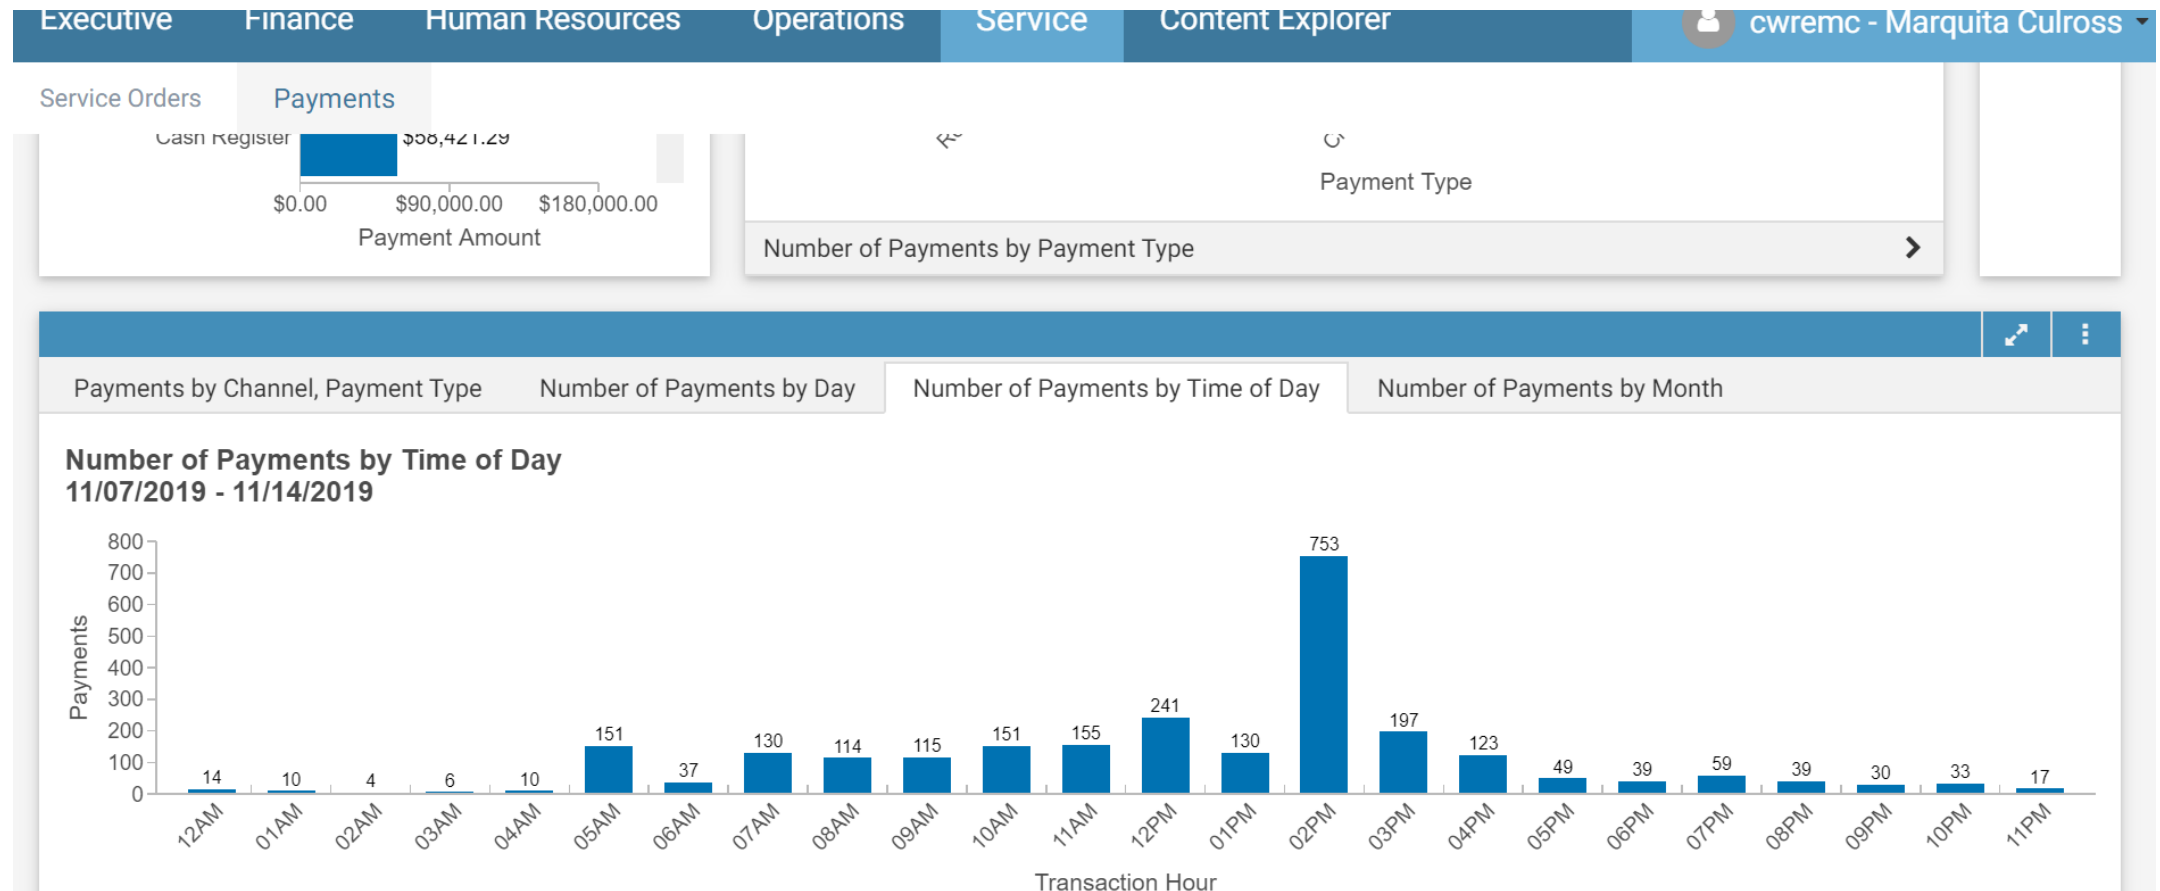 Executive Finance Human Resources Operations Service Content Explorer cwremc - Marquita Culross
Service Orders Payments
Cash Register $58,421.29
$0.00 $90,000.00 $180,000.00
Payment Amount
Payment Type
Number of Payments by Payment Type
Payments by Channel, Payment Type Number of Payments by Day Number of Payments by Time of Day Number of Payments by Month
Number of Payments by Time of Day
11/07/2019 - 11/14/2019
Payments
800
700
600
500
400
300
200
100
0
14 10 4 6 10 151 37 130 114 115 151 155 241 130 753 197 123 49 39 59 39 30 33 17
12AM 01AM 02AM 03AM 04AM 05AM 06AM 07AM 08AM 09AM 10AM 11AM 12PM 01PM 02PM 03PM 04PM 05PM 06PM 07PM 08PM 09PM 10PM 11PM
Transaction Hour